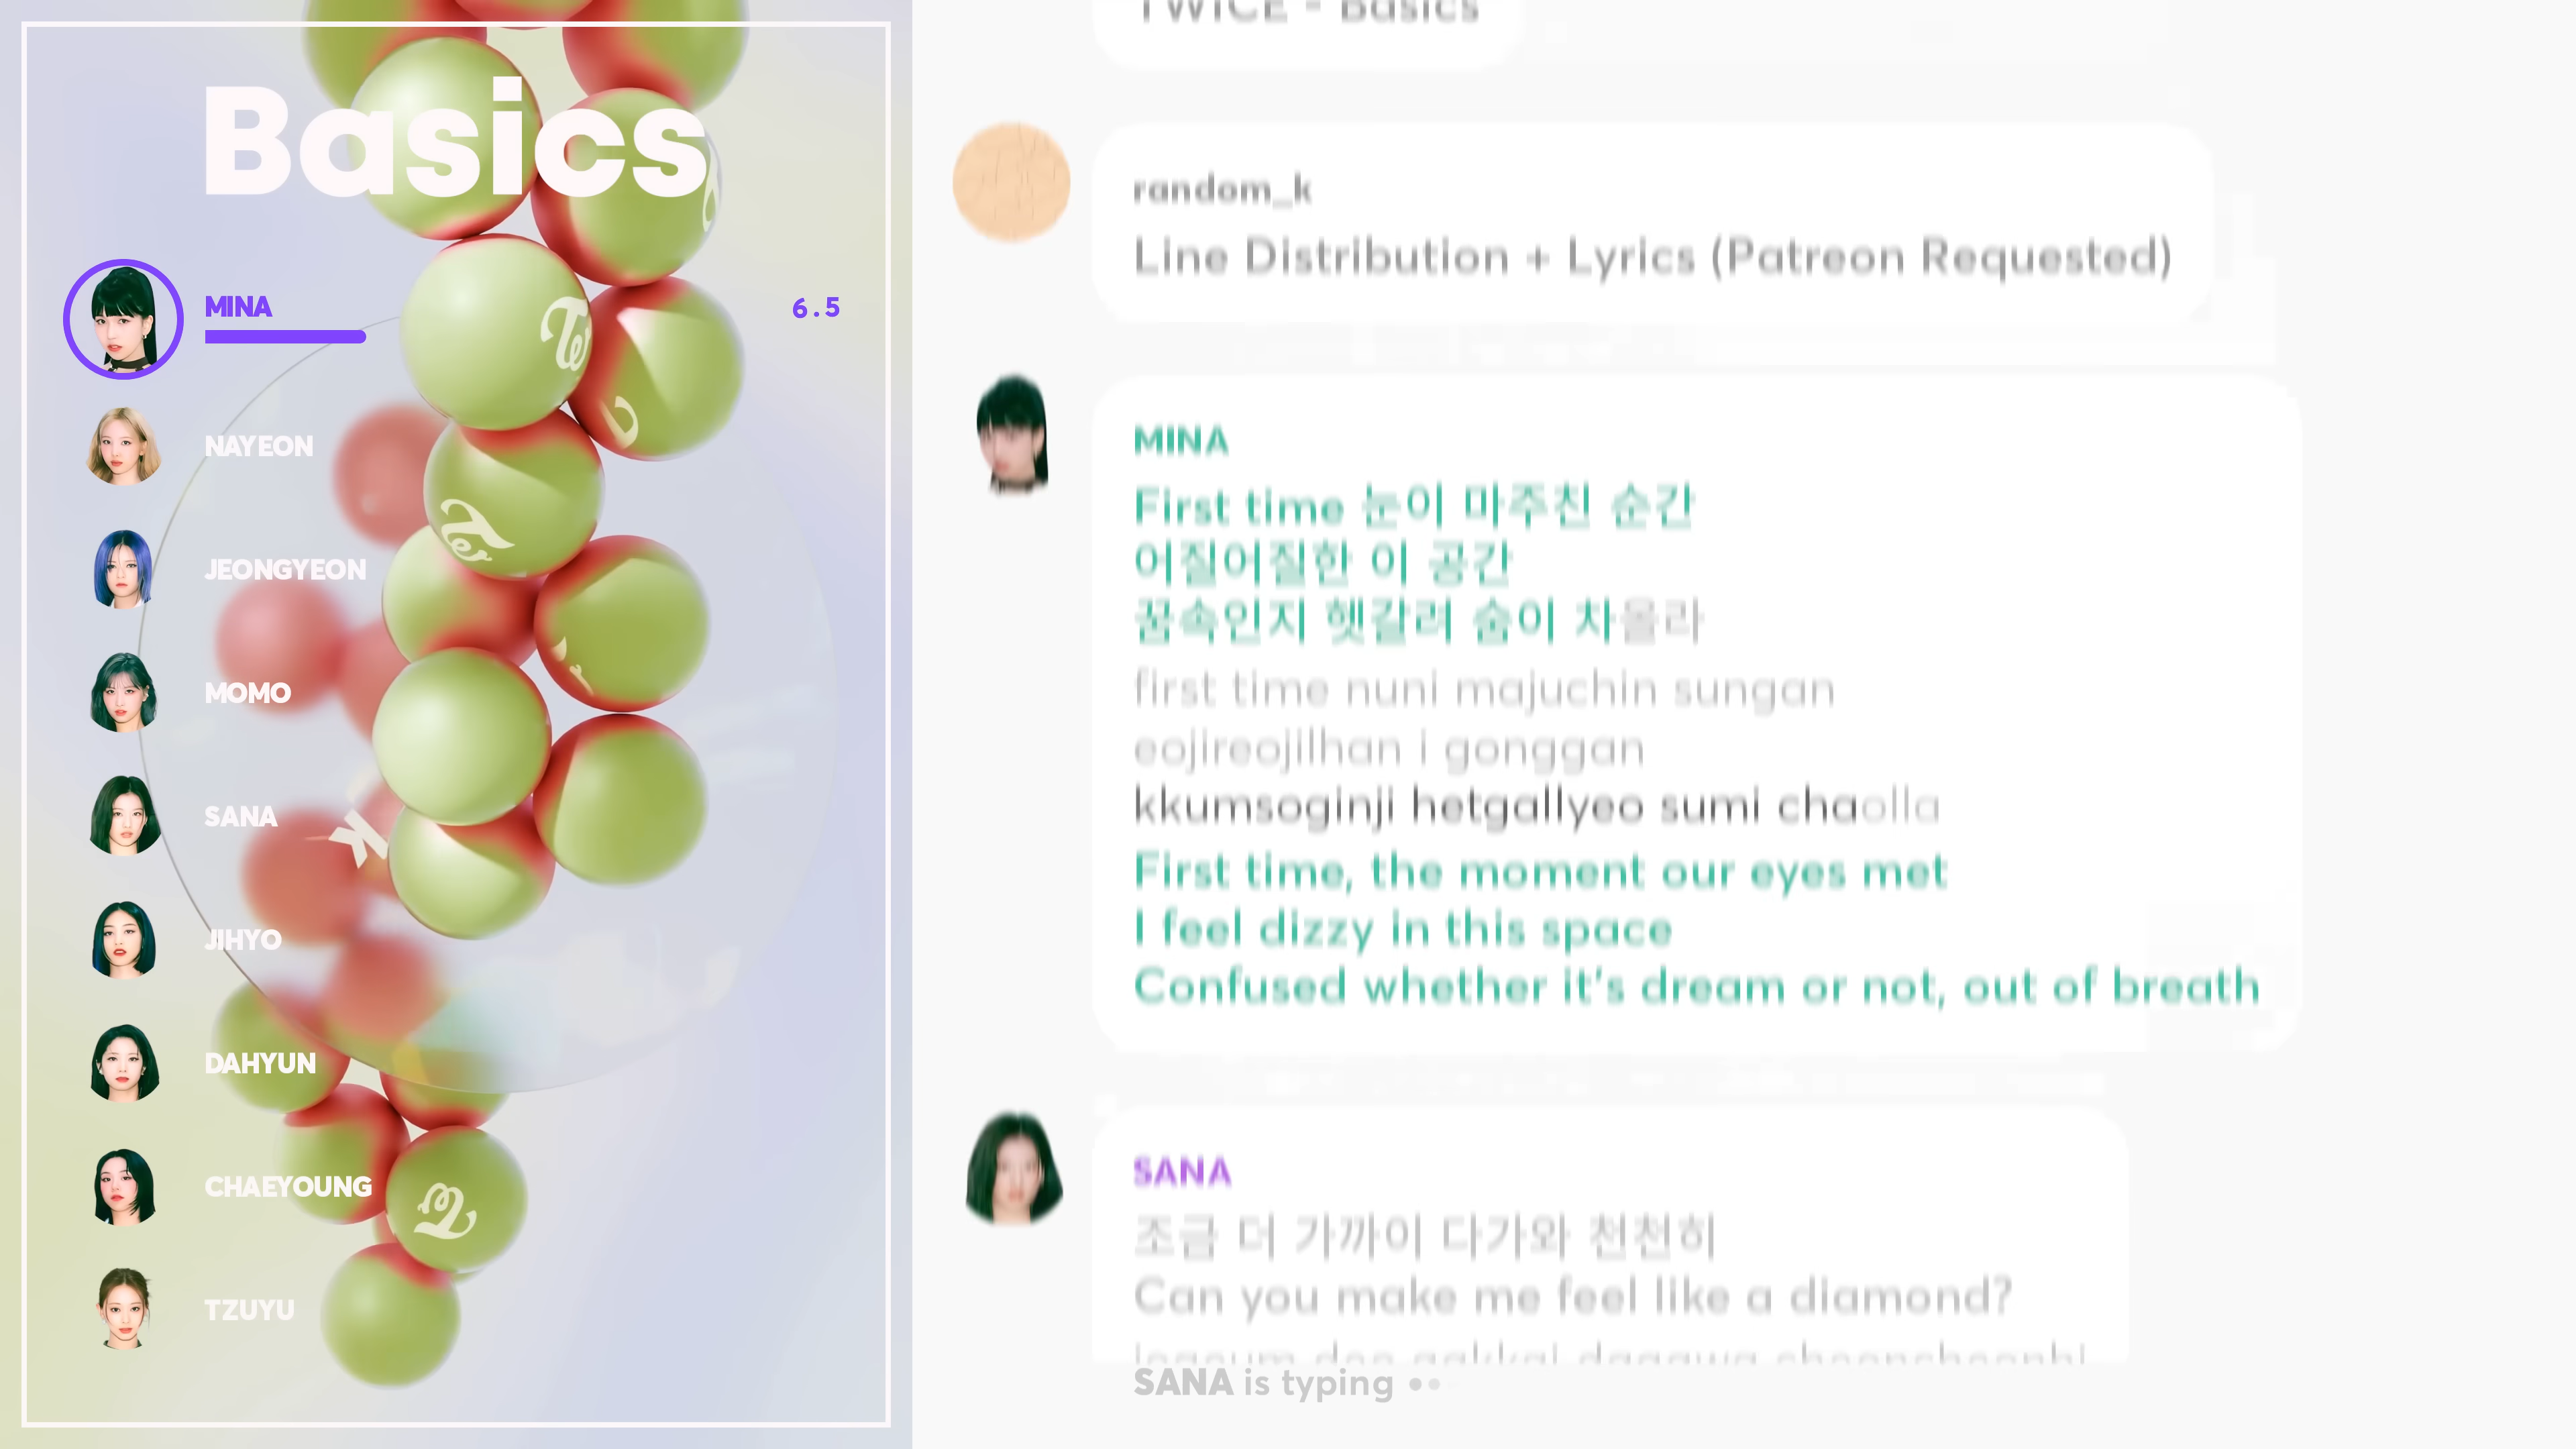 Basics
MINA
6.5
NAYEON
JEONGYEON
MOMO
SANA
JIHYO
DAHYUN
CHAEYOUNG
TZUYU
TWICE - Basics
random_k
Line Distribution + Lyrics (Patreon Requested)
MINA
First time 눈이 마주친 순간
어질어질한 이 공간
꿈속인지 헷갈려 숨이 차올라
first time nuni majuchin sungan
eojireojilhan i gonggan
kkumsoginji hetgallyeo sumi chaolla
First time, the moment our eyes met
I feel dizzy in this space
Confused whether it's dream or not, out of breath
SANA
조금 더 가까이 다가와 천천히
Can you make me feel like a diamond?
SANA is typing